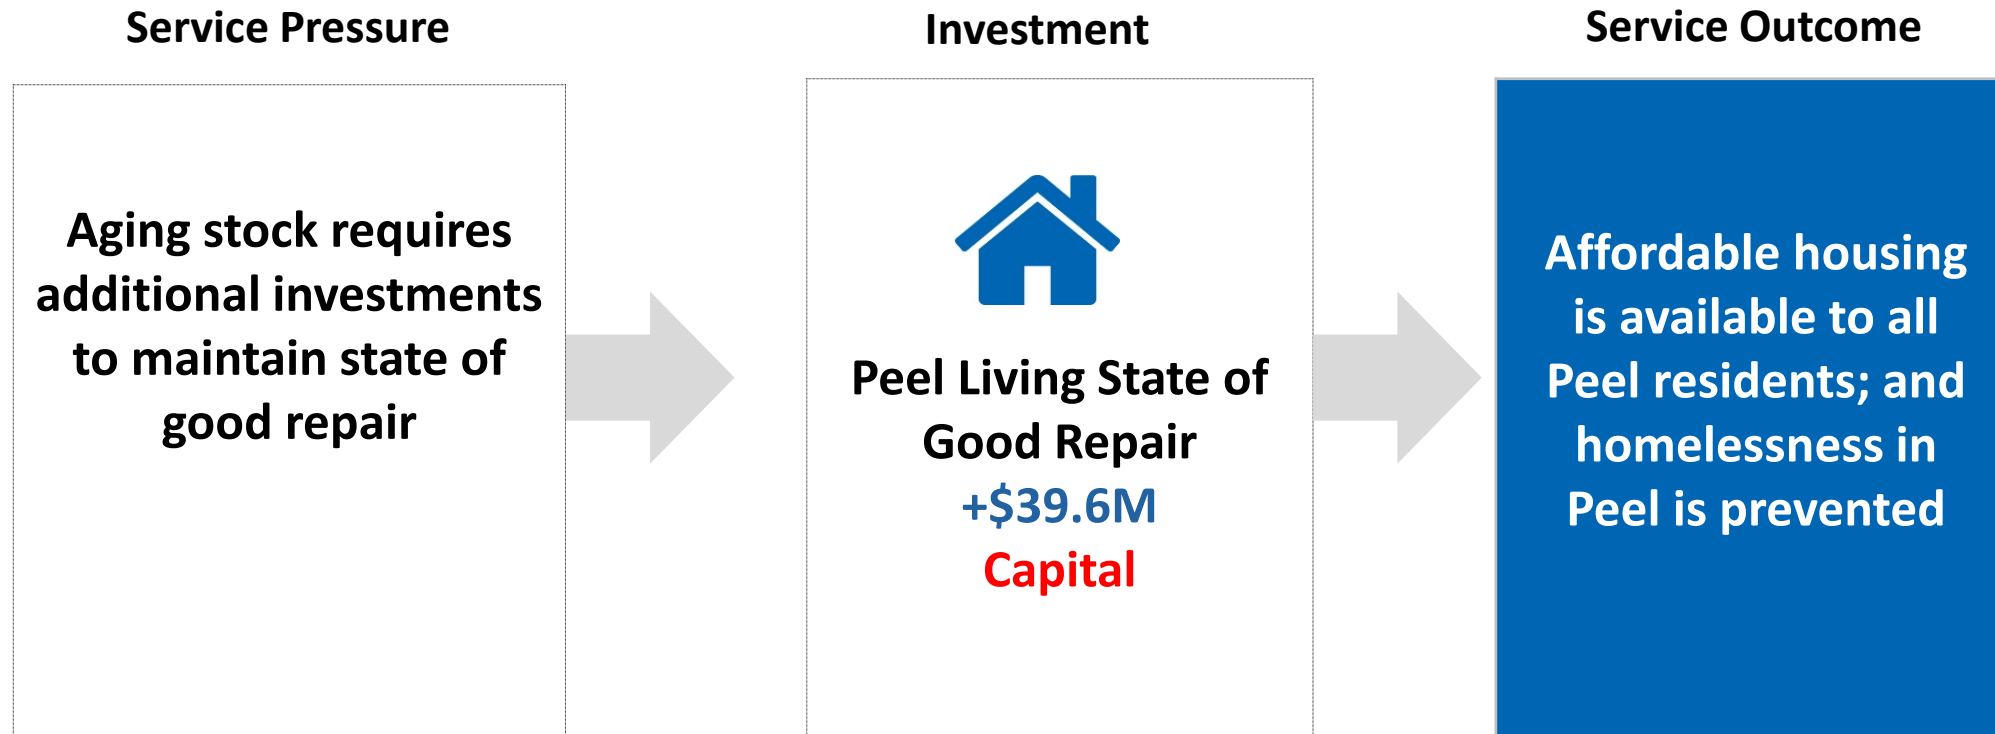 Service Pressure
Aging stock requires
additional investments
to maintain state of
good repair
Investment
Peel Living State of
Good Repair
+$39.6M
Capital
Service Outcome
Affordable housing
is available to all
Peel residents; and
homelessness in
Peel is prevented